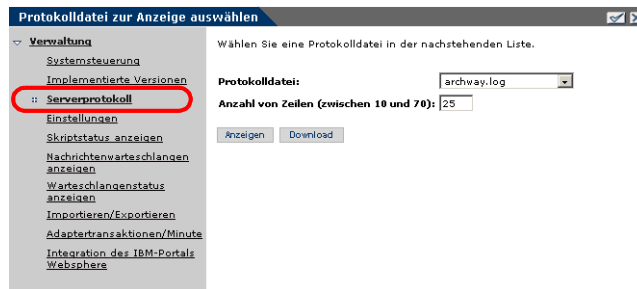 Protokolldatei zur Anzeige auswählen
Verwaltung
Systemsteuerung
Implementierte Versionen
Serverprotokoll
Einstellungen
Skriptstatus anzeigen
Nachrichtenwarteschlangen
anzeigen
Warteschlangenstatus
anzeigen
Importieren/Exportieren
Adaptertransaktionen/Minute
Integration des IBM-Portals
Websphere
Wählen Sie eine Protokolldatei in der nachstehenden Liste.
Protokolldatei: archway.log
Anzahl von Zeilen (zwischen 10 und 70): 25
Anzeigen Download